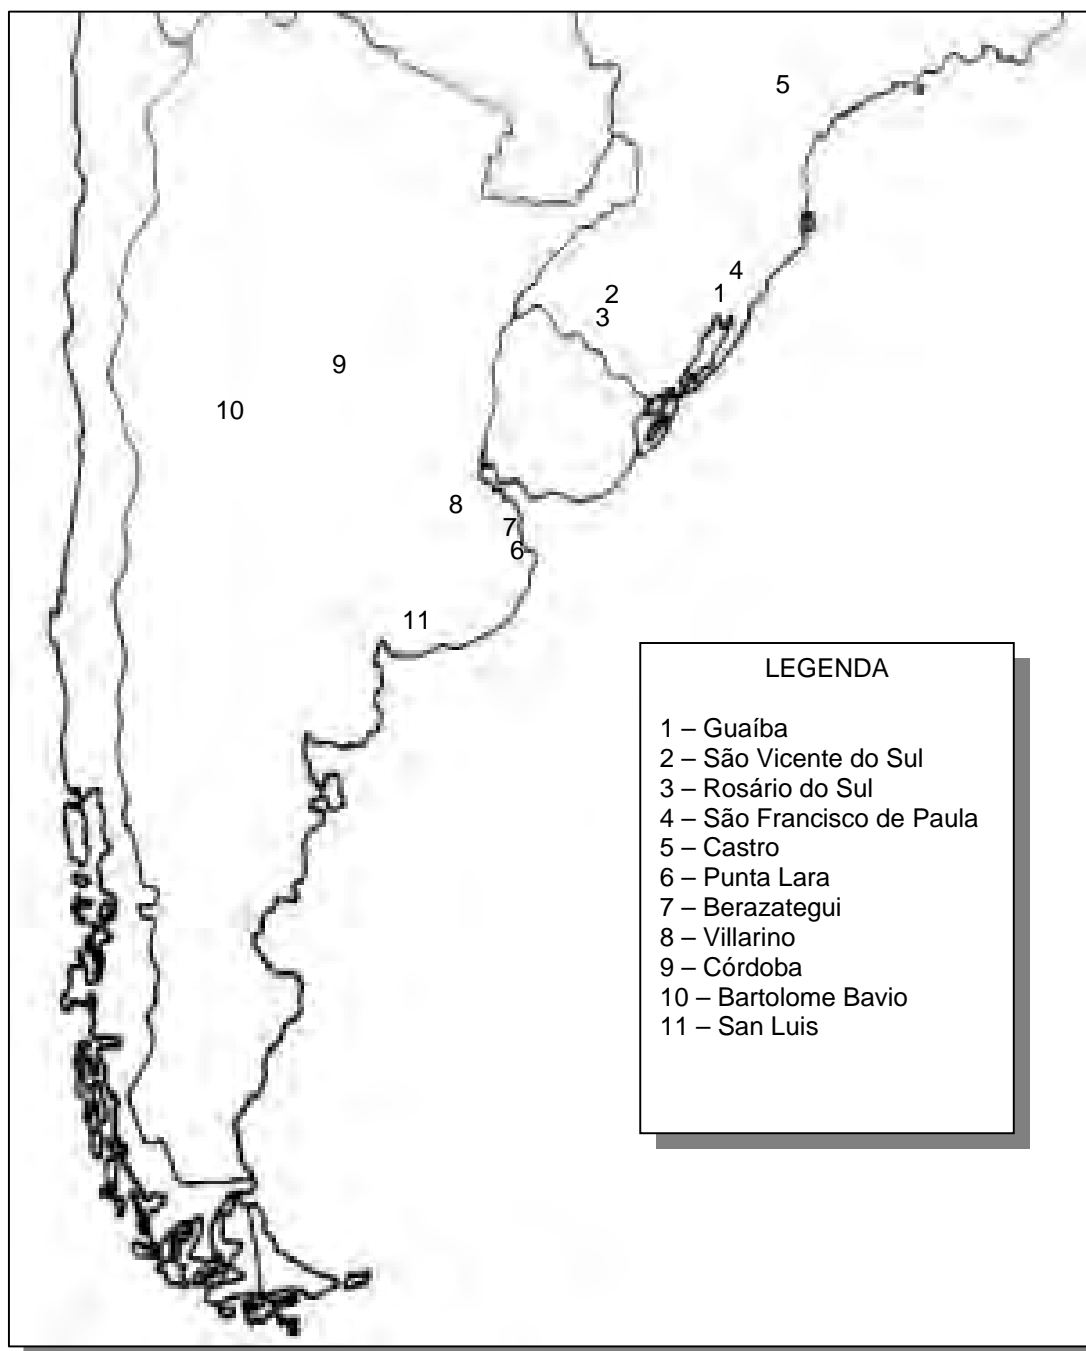 5
4
1
2
3
9
10
8
7
6
11
LEGENDA
1 – Guaíba
2 – São Vicente do Sul
3 – Rosário do Sul
4 – São Francisco de Paula
5 – Castro
6 – Punta Lara
7 – Berazategui
8 – Villarino
9 – Córdoba
10 – Bartolome Bavio
11 – San Luis